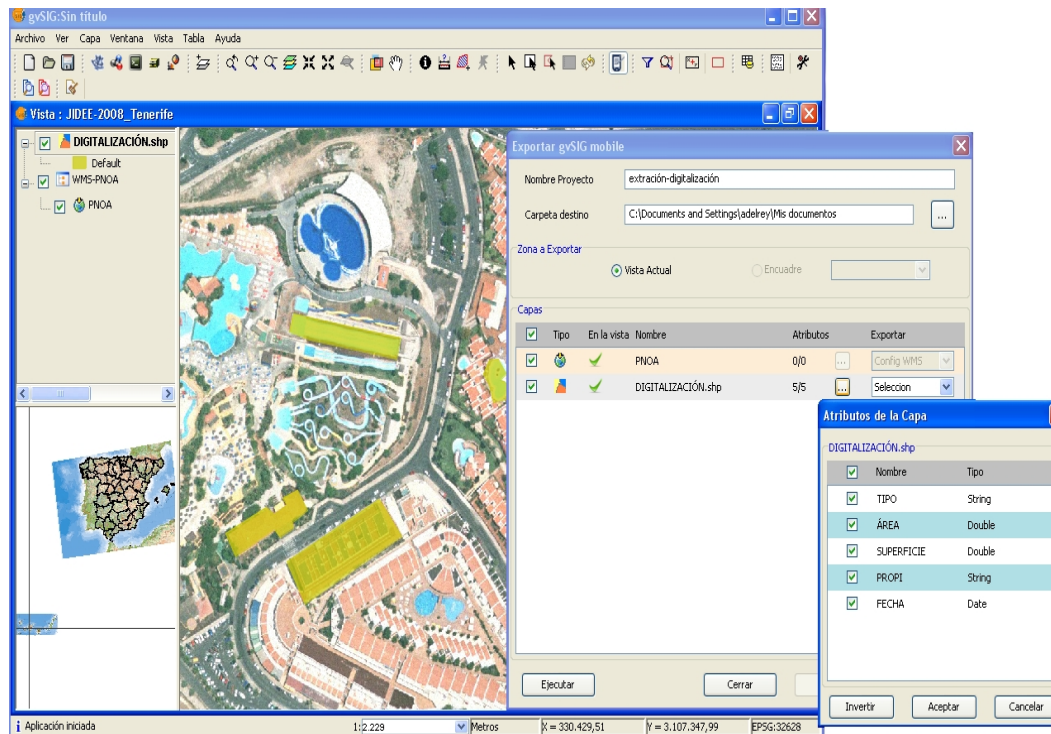 gvSIG:Sin título
Archivo Ver Capa Ventana Vista Tabla Ayuda
Vista : JIDEE-2008_Tenerife
DIGITALIZACIÓN.shp
Default
WMS-PNOA
PNOA
Exportar gvSIG mobile
Nombre Proyecto extración-digitalización
Carpeta destino C:\Documents and Settings\adelrey\Mis documentos ...
Zona a Exportar
Vista Actual Encuadre
Capas
Tipo En la vista Nombre Atributos Exportar
PNOA 0/0 ... Config WMS
DIGITALIZACIÓN.shp 5/5 ... Seleccion
Ejecutar Cerrar
Atributos de la Capa
DIGITALIZACIÓN.shp
Nombre Tipo
TIPO String
ÁREA Double
SUPERFICIE Double
PROPI String
FECHA Date
Invertir Aceptar Cancelar
Aplicación iniciada 1: 2.229 Metros X = 330.429,51 Y = 3.107.347,99 EPSG:32628